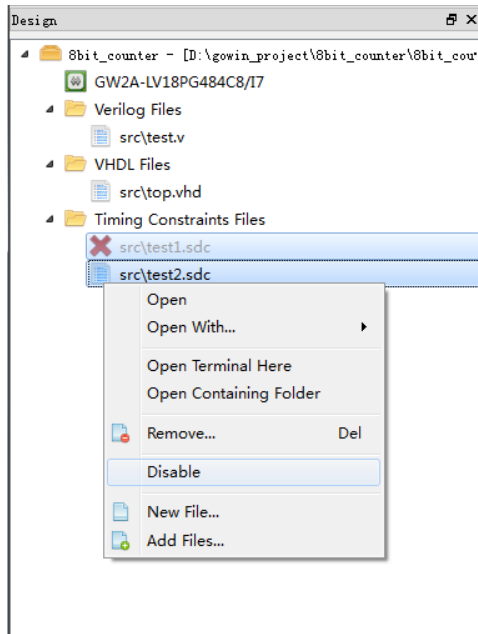 Design
8bit_counter - [D:\gowin_project\8bit_counter\8bit_cou
GW2A-LV18PG484C8/I7
Verilog Files
src\test.v
VHDL Files
src\top.vhd
Timing Constraints Files
src\test1.sdc
src\test2.sdc
Open
Open With...
Open Terminal Here
Open Containing Folder
Remove... Del
Disable
New File...
Add Files...